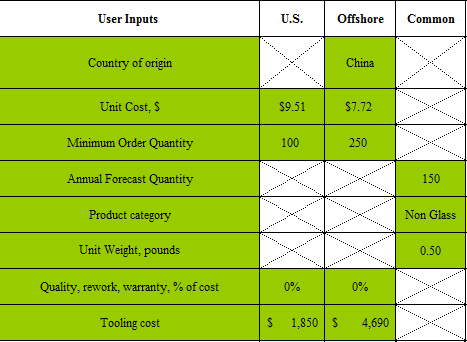 User Inputs U.S. Offshore Common
Country of origin China
Unit Cost, $ $9.51 $7.72
Minimum Order Quantity 100 250
Annual Forecast Quantity 150
Product category Non Glass
Unit Weight, pounds 0.50
Quality, rework, warranty, % of cost 0% 0%
Tooling cost $ 1,850 $ 4,690